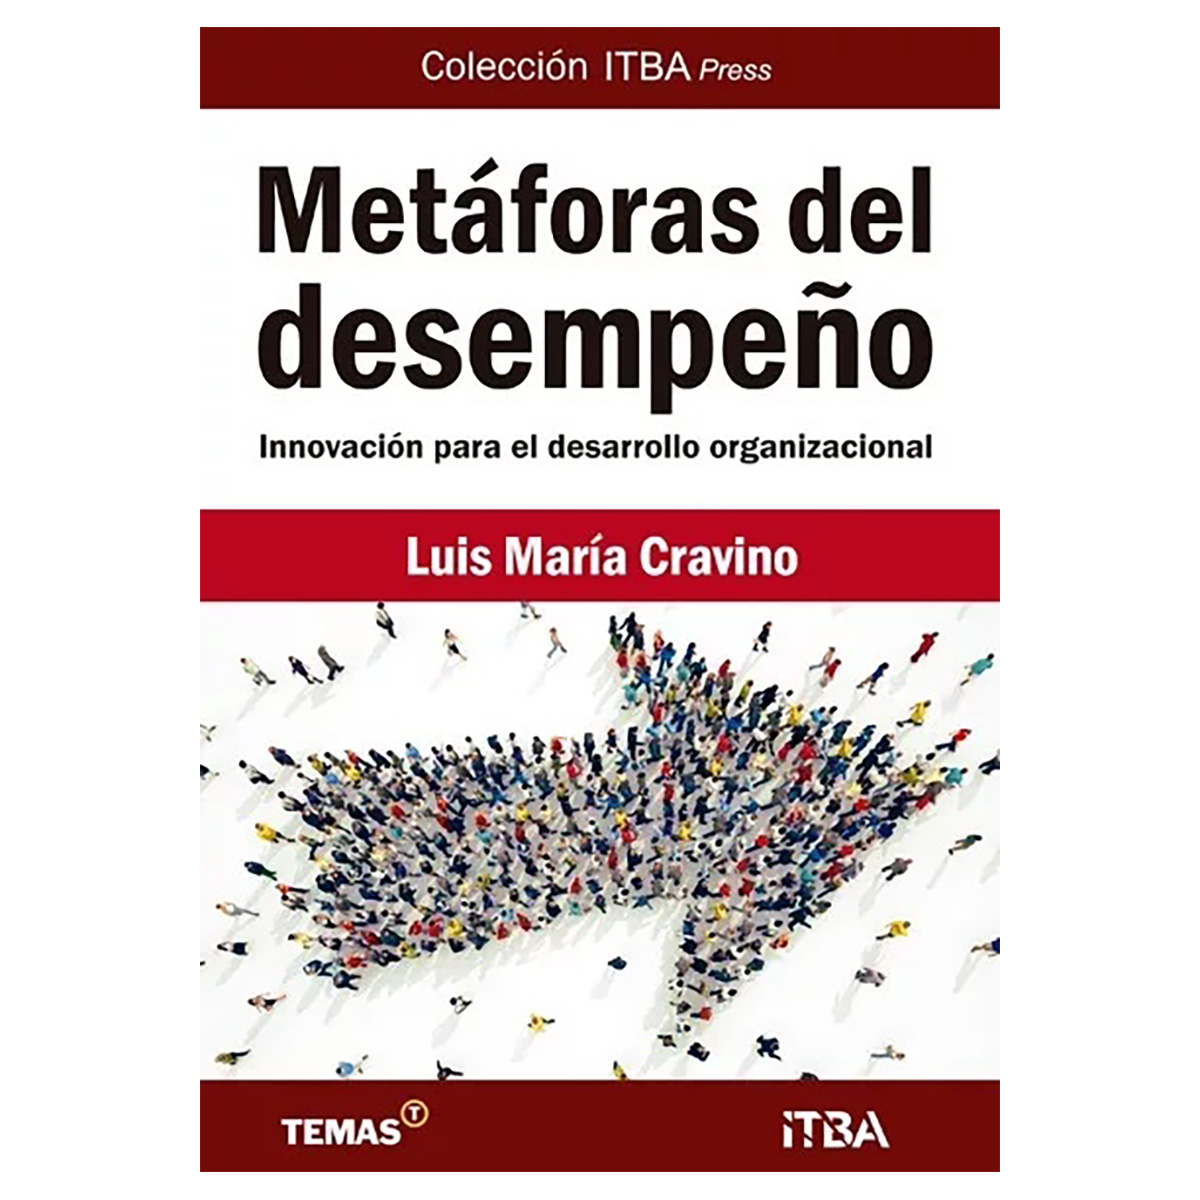 Colección ITBA Press
Metáforas del
desempeño
Innovación para el desarrollo organizacional
Luis María Cravino
TEMAS T
iTBA